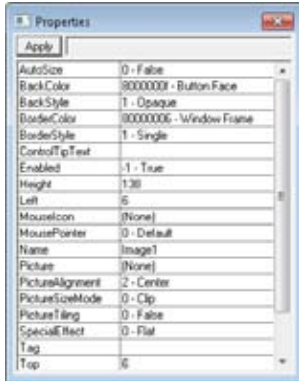 Properties
Apply
AutoSize 0 - False
BackColor 8000000f - Button Face
BackStyle 1 - Opaque
BorderColor 80000006 - Window Frame
BorderStyle 1 - Single
ControlTipText
Enabled -1 - True
Height 138
Left 6
MouseIcon (None)
MousePointer 0 - Default
Name Image1
Picture (None)
PictureAlignment 2 - Center
PictureSizeMode 0 - Clip
PictureTiling 0 - False
SpecialEffect 0 - Flat
Tag
Top 6